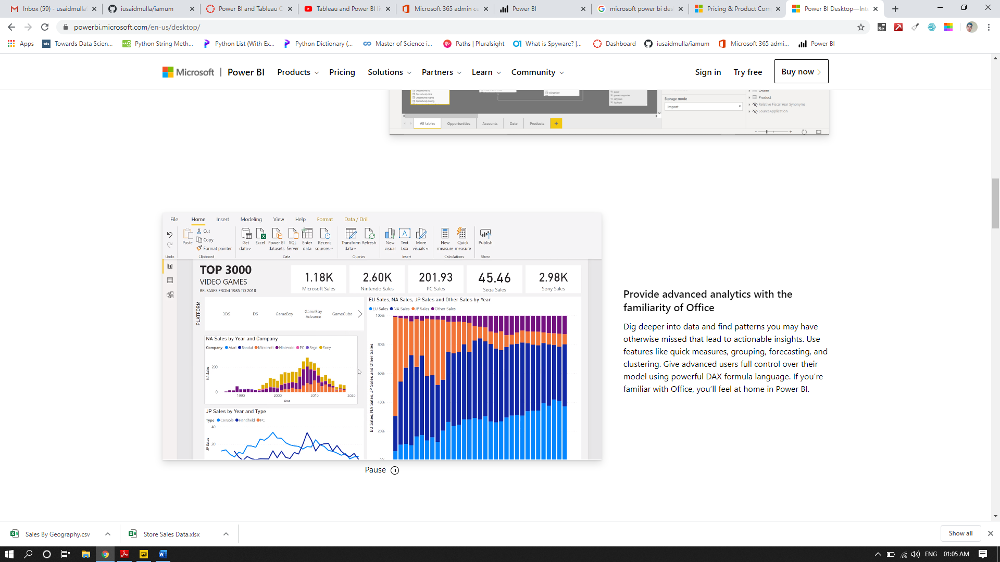 Inbox (59) - usaidmulla
iusaidmulla/iamum
Power BI and Tableau C
Tableau and Power BI li
Microsoft 365 admin ce
Power BI
microsoft power bi des
Pricing & Product Com
Power BI Desktop—Inte
powerbi.microsoft.com/en-us/desktop/
Apps
Towards Data Scien...
Python String Meth...
Python List (With Ex...
Python Dictionary (...
Master of Science i...
Paths | Pluralsight
What is Spyware? |...
Dashboard
iusaidmulla/iamum
Microsoft 365 admi...
Power BI
Microsoft | Power BI
Products
Pricing
Solutions
Partners
Learn
Community
Sign in
Try free
Buy now
Opportunity Link
Opportunity Name
Opportunity Rating
Storage mode
Import
Owner
Product
Relative Fiscal Year Synonyms
SourceApplication
All tables
Opportunities
Accounts
Date
Products
File
Home
Insert
Modeling
View
Help
Format
Data / Drill
Undo
Paste
Cut
Copy
Format painter
Clipboard
Get data
Excel
Power BI datasets
SQL Server
Enter data
Recent sources
Data
Transform data
Refresh
Queries
New visual
Text box
More visuals
Insert
New measure
Quick measure
Calculations
Publish
Share
TOP 3000
VIDEO GAMES
RELEASES FROM 1985 TO 2018
1.18K
Microsoft Sales
2.60K
Nintendo Sales
201.93
PC Sales
45.46
Sega Sales
2.98K
Sony Sales
PLATFORM
3DS
DS
GameBoy
GameBoy Advance
GameCube
NA Sales by Year and Company
Company Atari Bandai Microsoft Nintendo PC Sega Sony
NA Sales
200
0
1990
2000
2010
2020
Year
JP Sales by Year and Type
Type Console Handheld PC
JP Sales
40
20
EU Sales, NA Sales, JP Sales and Other Sales by Year
EU Sales NA Sales JP Sales Other Sales
EU Sales, NA Sales, JP Sales and Other Sales
100%
80%
60%
40%
20%
Pause
Provide advanced analytics with the
familiarity of Office
Dig deeper into data and find patterns you may have
otherwise missed that lead to actionable insights. Use
features like quick measures, grouping, forecasting, and
clustering. Give advanced users full control over their
model using powerful DAX formula language. If you’re
familiar with Office, you’ll feel at home in Power BI.
Sales By Geography.csv
Store Sales Data.xlsx
Show all
ENG
01:05 AM